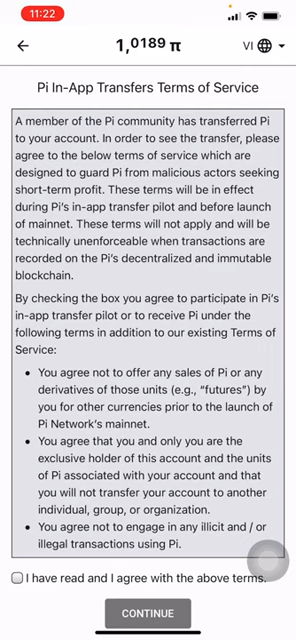 11:22
1,0189 π
VI
Pi In-App Transfers Terms of Service
A member of the Pi community has transferred Pi
to your account. In order to see the transfer, please
agree to the below terms of service which are
designed to guard Pi from malicious actors seeking
short-term profit. These terms will be in effect
during Pi's in-app transfer pilot and before launch
of mainnet. These terms will not apply and will be
technically unenforceable when transactions are
recorded on the Pi's decentralized and immutable
blockchain.
By checking the box you agree to participate in Pi's
in-app transfer pilot or to receive Pi under the
following terms in addition to our existing Terms of
Service:
• You agree not to offer any sales of Pi or any
derivatives of those units (e.g., “futures”) by
you for other currencies prior to the launch of
Pi Network's mainnet.
• You agree that you and only you are the
exclusive holder of this account and the units
of Pi associated with your account and that
you will not transfer your account to another
individual, group, or organization.
• You agree not to engage in any illicit and / or
illegal transactions using Pi.
I have read and I agree with the above terms.
CONTINUE